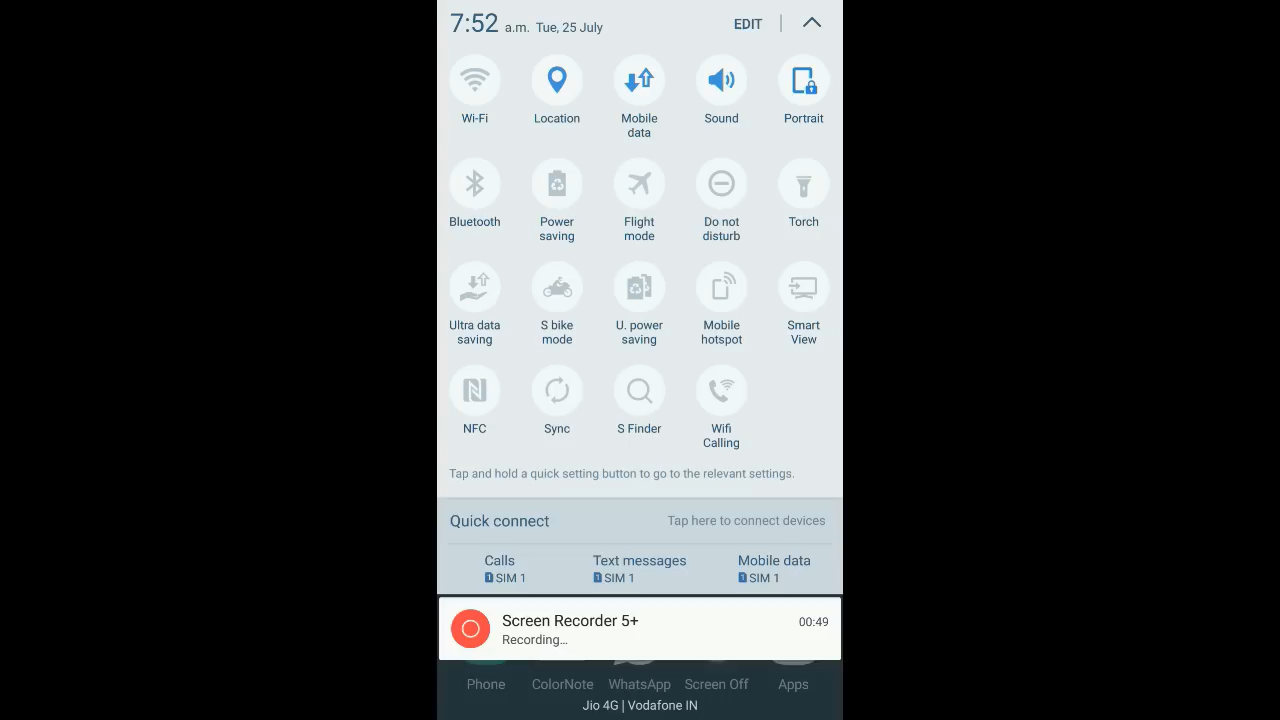 7:52 a.m. Tue, 25 July EDIT
Wi-Fi
Location
Mobile
data
Sound
Portrait
Bluetooth
Power
saving
Flight
mode
Do not
disturb
Torch
Ultra data
saving
S bike
mode
U. power
saving
Mobile
hotspot
Smart
View
NFC
Sync
S Finder
Wifi
Calling
Tap and hold a quick setting button to go to the relevant settings.
Quick connect Tap here to connect devices
Calls
1 SIM 1
Text messages
1 SIM 1
Mobile data
1 SIM 1
Screen Recorder 5+ 00:49
Recording...
Phone ColorNote WhatsApp Screen Off Apps
Jio 4G | Vodafone IN